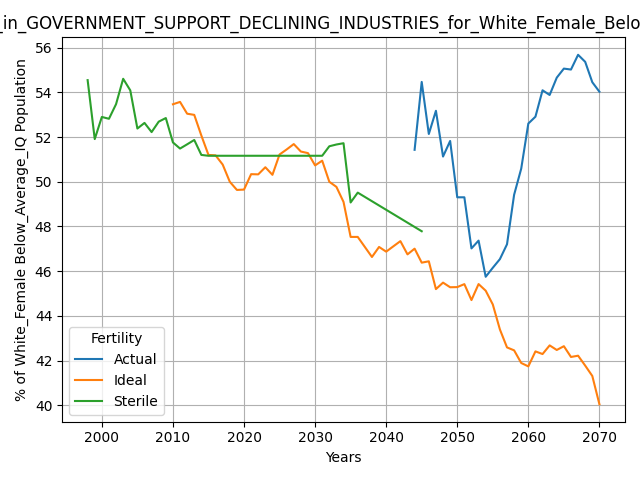 _in_GOVERNMENT_SUPPORT_DECLINING_INDUSTRIES_for_White_Female_Belo
% of White_Female Below_Average_IQ Population
56
54
52
50
48
46
44
42
40
Fertility
Actual
Ideal
Sterile
2000 2010 2020 2030 2040 2050 2060 2070
Years